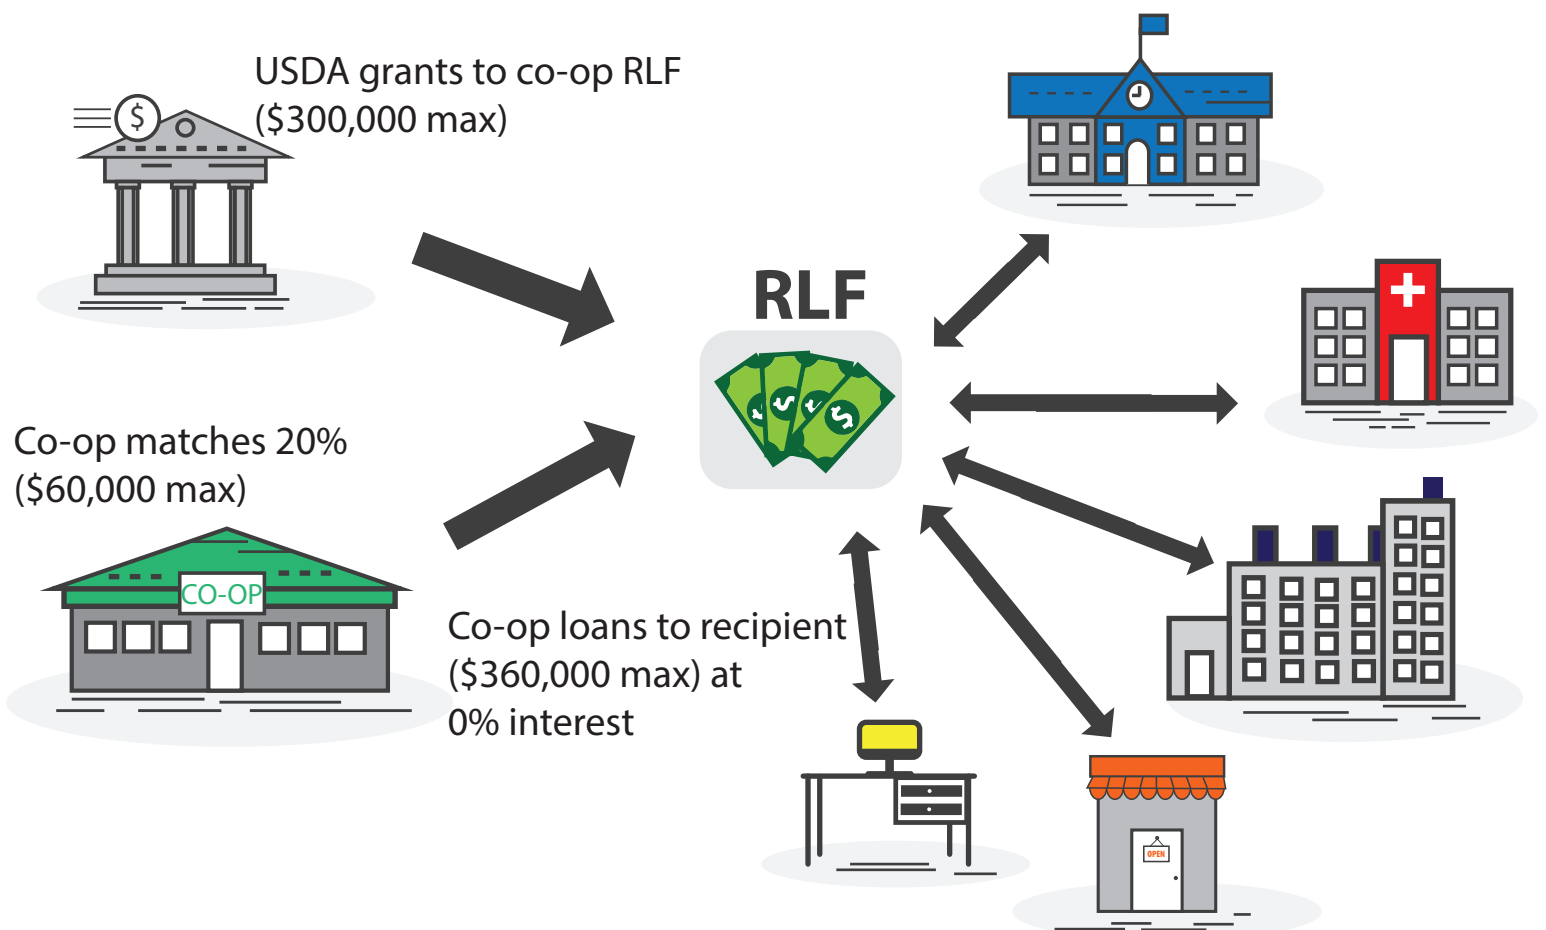 USDA grants to co-op RLF
($300,000 max)
$
RLF
$
Co-op matches 20%
($60,000 max)
CO-OP
Co-op loans to recipient
($360,000 max) at
0% interest
OPEN